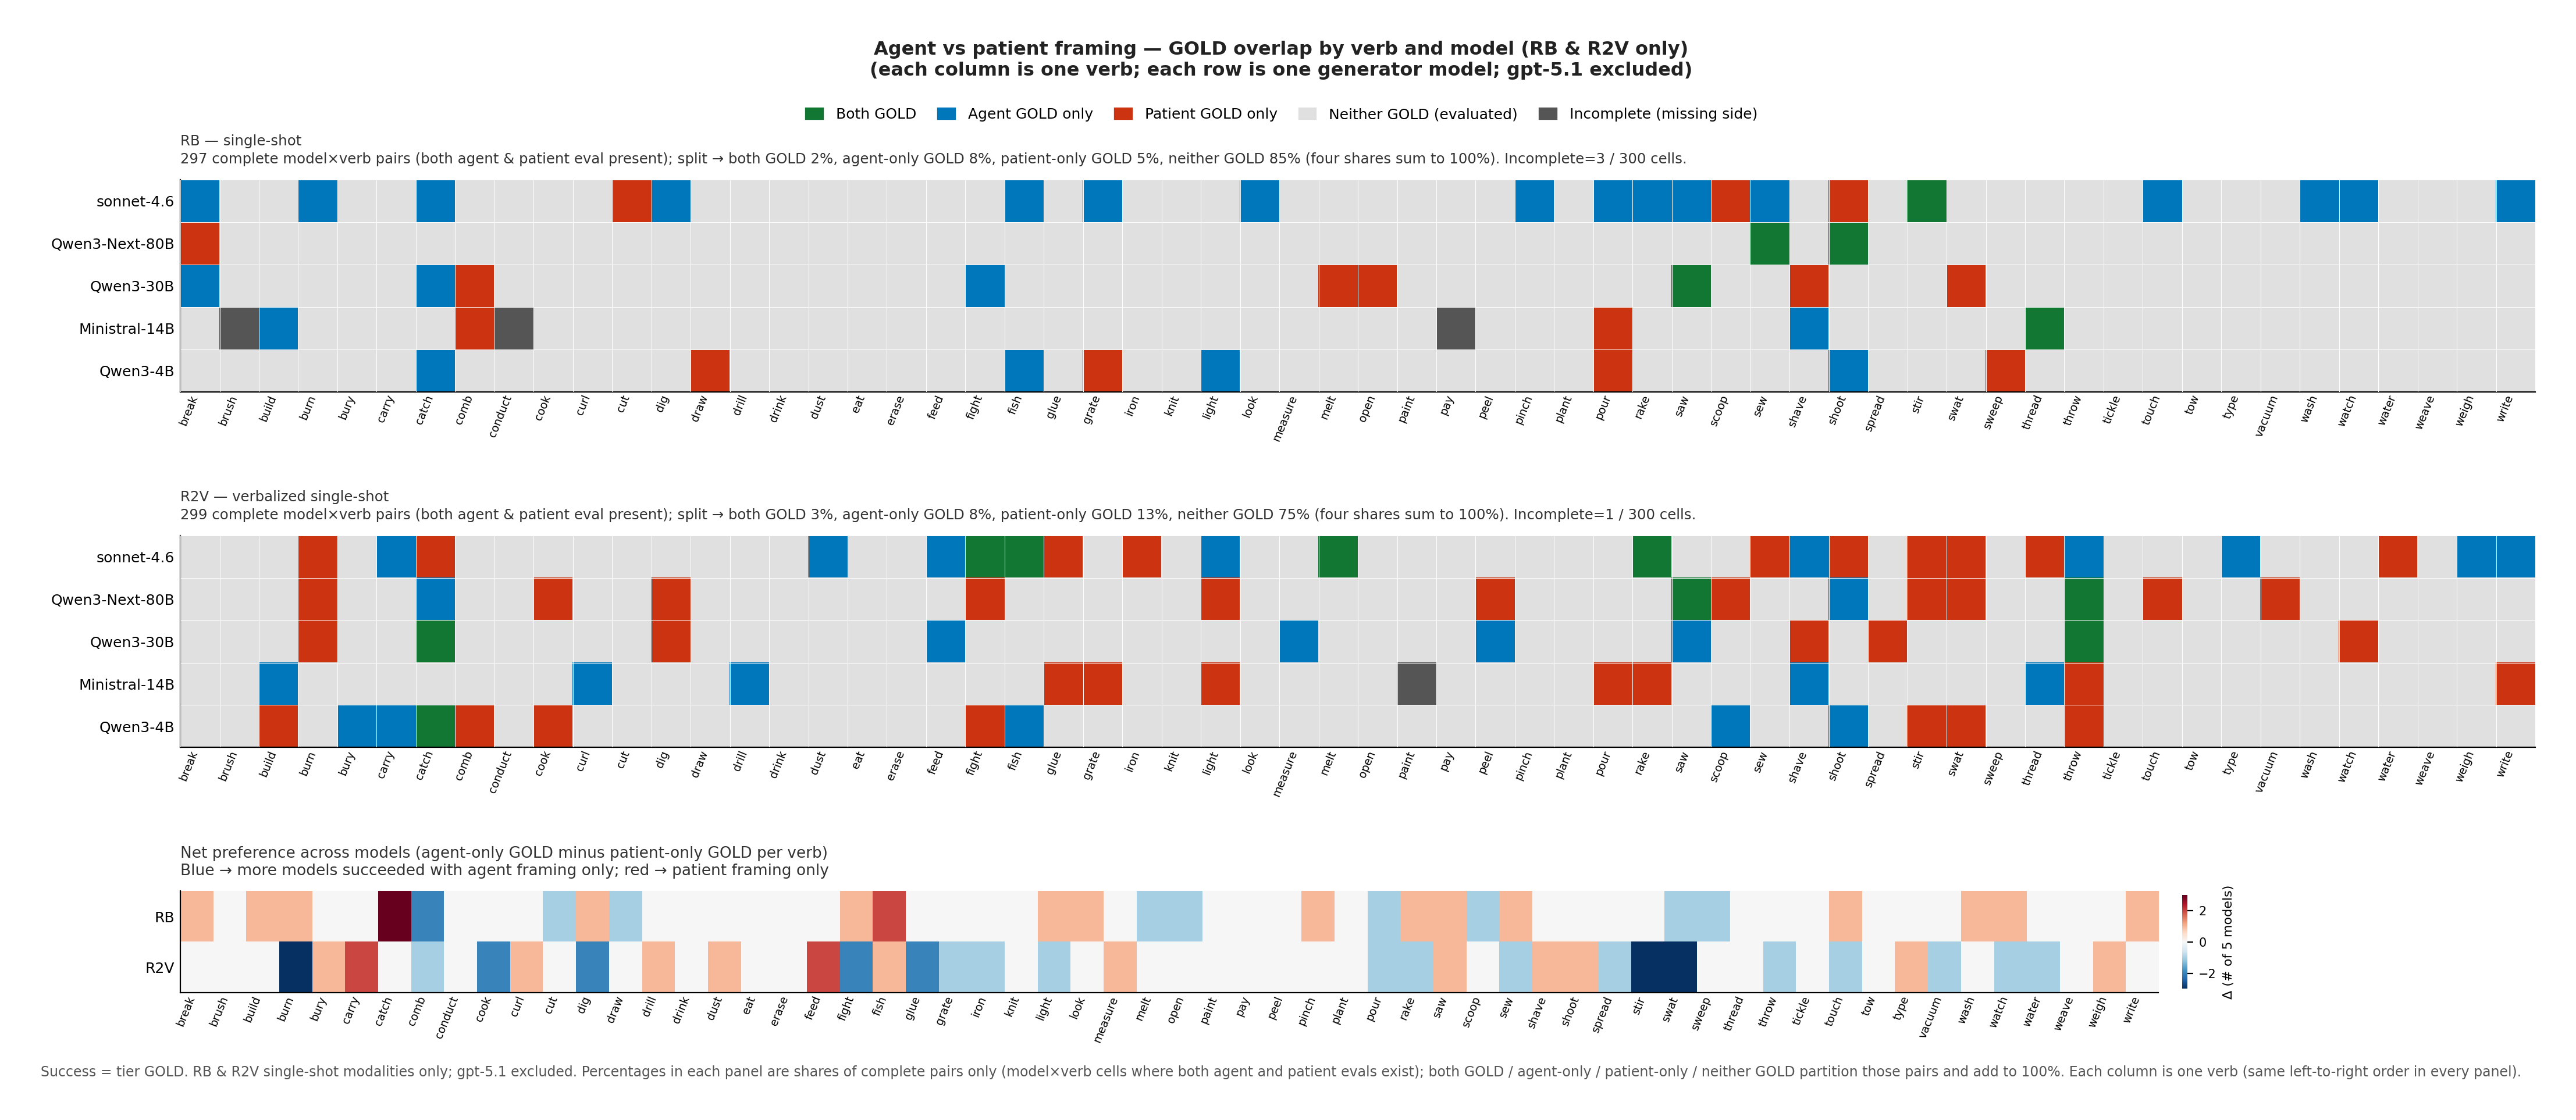 Agent vs patient framing — GOLD overlap by verb and model (RB & R2V only)
(each column is one verb; each row is one generator model; gpt-5.1 excluded)
Both GOLD Agent GOLD only Patient GOLD only Neither GOLD (evaluated) Incomplete (missing side)
RB — single-shot
297 complete model×verb pairs (both agent & patient eval present); split → both GOLD 2%, agent-only GOLD 8%, patient-only GOLD 5%, neither GOLD 85% (four shares sum to 100%). Incomplete=3 / 300 cells.
sonnet-4.6
Qwen3-Next-80B
Qwen3-30B
Ministral-14B
Qwen3-4B
break brush build burn bury carry catch comb conduct cook curl cut dig draw drill drink dust eat erase feed fight fish glue grate iron knit light look measure melt open paint pay peel pinch plant pour rake saw scoop sew shave shoot spread stir swat sweep thread throw tickle touch tow type vacuum wash watch water weave weigh write
R2V — verbalized single-shot
299 complete model×verb pairs (both agent & patient eval present); split → both GOLD 3%, agent-only GOLD 8%, patient-only GOLD 13%, neither GOLD 75% (four shares sum to 100%). Incomplete=1 / 300 cells.
sonnet-4.6
Qwen3-Next-80B
Qwen3-30B
Ministral-14B
Qwen3-4B
break brush build burn bury carry catch comb conduct cook curl cut dig draw drill drink dust eat erase feed fight fish glue grate iron knit light look measure melt open paint pay peel pinch plant pour rake saw scoop sew shave shoot spread stir swat sweep thread throw tickle touch tow type vacuum wash watch water weave weigh write
Net preference across models (agent-only GOLD minus patient-only GOLD per verb)
Blue → more models succeeded with agent framing only; red → patient framing only
RB
R2V
break brush build burn bury carry catch comb conduct cook curl cut dig draw drill drink dust eat erase feed fight fish glue grate iron knit light look measure melt open paint pay peel pinch plant pour rake saw scoop sew shave shoot spread stir swat sweep thread throw tickle touch tow type vacuum wash watch water weave weigh write
2
0
−2
Δ (# of 5 models)
Success = tier GOLD. RB & R2V single-shot modalities only; gpt-5.1 excluded. Percentages in each panel are shares of complete pairs only (model×verb cells where both agent and patient evals exist); both GOLD / agent-only / patient-only / neither GOLD partition those pairs and add to 100%. Each column is one verb (same left-to-right order in every panel).